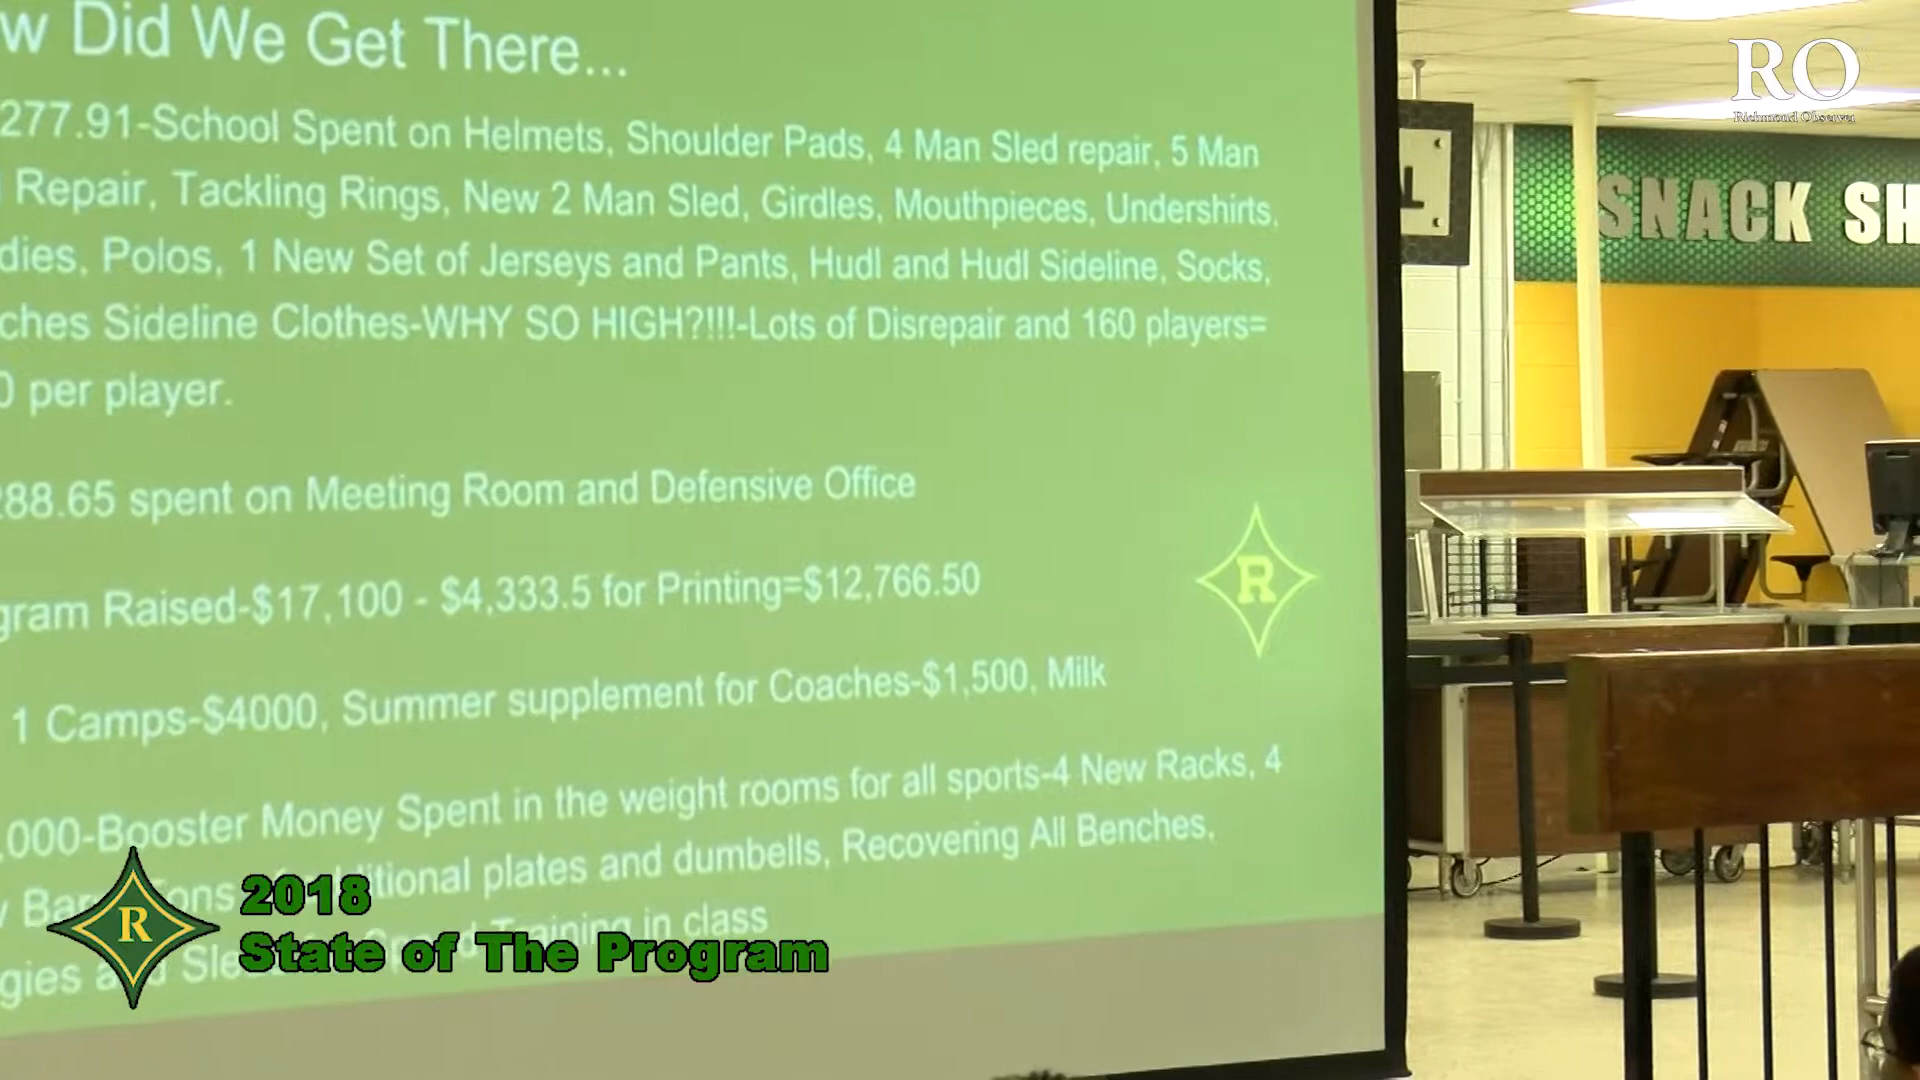 w Did We Get There...
277.91-School Spent on Helmets, Shoulder Pads, 4 Man Sled repair, 5 Man
Repair, Tackling Rings, New 2 Man Sled, Girdles, Mouthpieces, Undershirts,
dies, Polos, 1 New Set of Jerseys and Pants, Hudl and Hudl Sideline, Socks,
ches Sideline Clothes-WHY SO HIGH?!!!-Lots of Disrepair and 160 players=
0 per player.
288.65 spent on Meeting Room and Defensive Office
gram Raised-$17,100 - $4,333.5 for Printing=$12,766.50
1 Camps-$4000, Summer supplement for Coaches-$1,500, Milk
,000-Booster Money Spent in the weight rooms for all sports-4 New Racks, 4
plates and dumbells, Recovering All Benches,
gies Training in class
R
R
2018
State of The Program
RO
Richmond Observer
SNACK SH